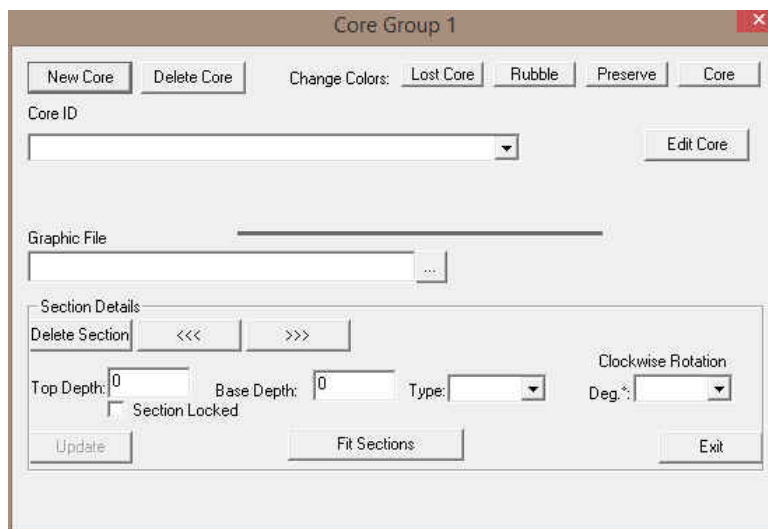 Core Group 1
New Core Delete Core Change Colors: Lost Core Rubble Preserve Core
Core ID
Edit Core
Graphic File
...
Section Details
Delete Section <<< >>>
Clockwise Rotation
Top Depth: 0 Base Depth: 0 Type: Deg.*:
Section Locked
Update Fit Sections Exit